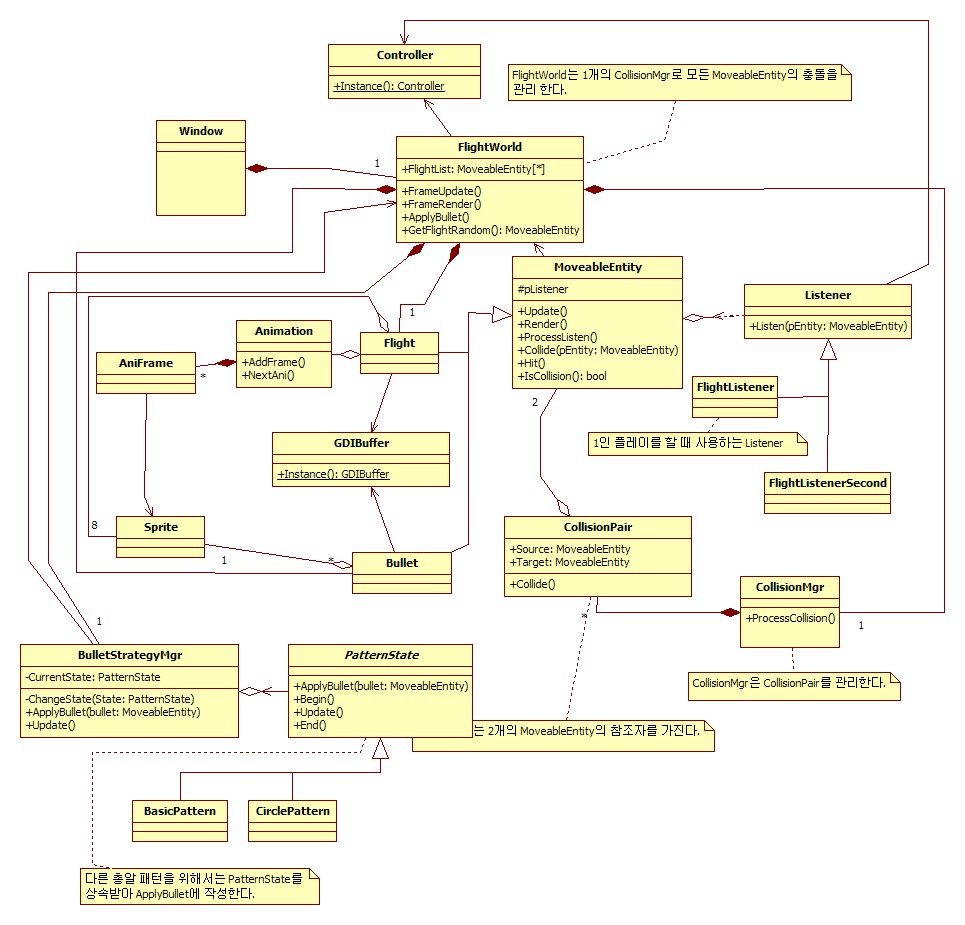 Controller
+Instance(): Controller
FlightWorld는 1개의 CollisionMgr로 모든 MoveableEntity의 충돌을
관리 한다.
Window
1
FlightWorld
+FlightList: MoveableEntity[*]
+FrameUpdate()
+FrameRender()
+ApplyBullet()
+GetFlightRandom(): MoveableEntity
MoveableEntity
#pListener
+Update()
+Render()
+ProcessListen()
+Collide(pEntity: MoveableEntity)
+Hit()
+IsCollision(): bool
Listener
+Listen(pEntity: MoveableEntity)
1
Animation
+AddFrame()
+NextAni()
Flight
AniFrame
*
FlightListener
2
GDIBuffer
+Instance(): GDIBuffer
1인 플레이를 할 때 사용하는 Listener
FlightListenerSecond
8
Sprite
1
*
Bullet
CollisionPair
+Source: MoveableEntity
+Target: MoveableEntity
+Collide()
*
CollisionMgr
+ProcessCollision()
1
1
BulletStrategyMgr
-CurrentState: PatternState
-ChangeState(State: PatternState)
+ApplyBullet(bullet: MoveableEntity)
+Update()
PatternState
+ApplyBullet(bullet: MoveableEntity)
+Begin()
+Update()
+End()
CollisionMgr은 CollisionPair를 관리한다.
는 2개의 MoveableEntity의 참조자를 가진다.
BasicPattern
CirclePattern
다른 총알 패턴을 위해서는 PatternState를
상속받아 ApplyBullet에 작성한다.